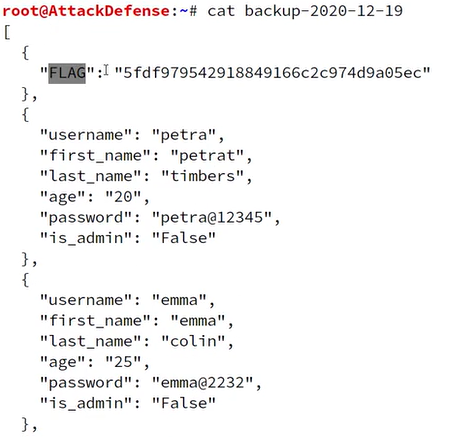 root@AttackDefense:~# cat backup-2020-12-19
[
  {
    "FLAG": "5fdf979542918849166c2c974d9a05ec"
  },
  {
    "username": "petra",
    "first_name": "petrat",
    "last_name": "timbers",
    "age": "20",
    "password": "petra@12345",
    "is_admin": "False"
  },
  {
    "username": "emma",
    "first_name": "emma",
    "last_name": "colin",
    "age": "25",
    "password": "emma@2232",
    "is_admin": "False"
  },